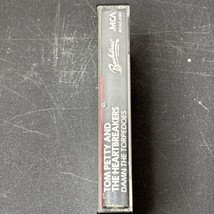 TOM PETTY AND
THE HEARTBREAKERS
DAMN THE TORPEDOES
Backstreet
MCA